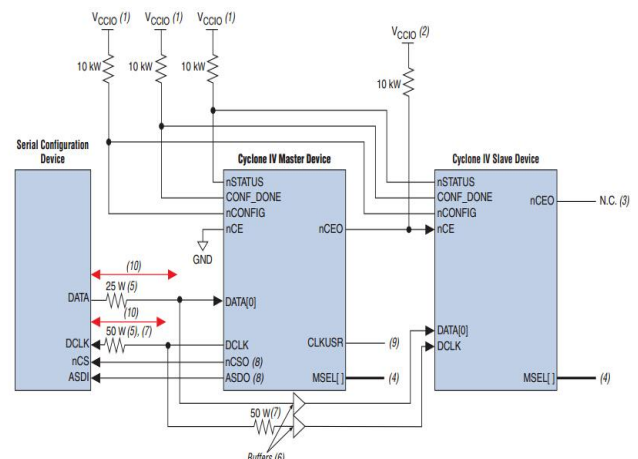 VCCIO (1) VCCIO (1) VCCIO (1)
VCCIO (2)
10 kW 10 kW 10 kW 10 kW
Serial Configuration
Device
Cyclone IV Master Device
Cyclone IV Slave Device
nSTATUS
CONF_DONE
nCONFIG
nCE
nCEO
GND
nSTATUS
CONF_DONE
nCONFIG
nCE
nCEO
N.C. (3)
(10)
DATA
25 W (5)
DATA[0]
(10)
DCLK
50 W (5), (7)
DCLK
nCS
nCSO (8)
ASDI
ASDO (8)
CLKUSR
(9)
MSEL[ ]
(4)
DATA[0]
DCLK
MSEL[ ]
(4)
50 W(7)
Buffers (6)